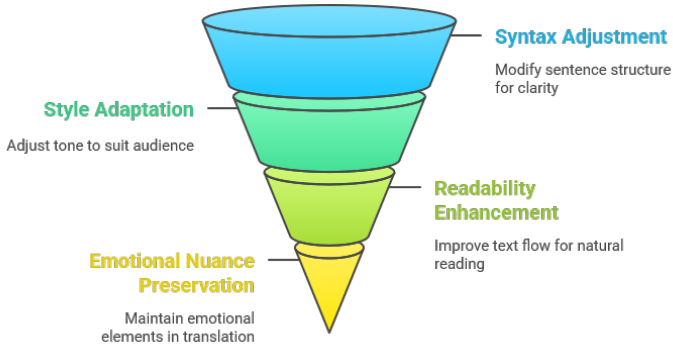 Syntax Adjustment
Modify sentence structure
for clarity
Style Adaptation
Adjust tone to suit audience
Readability
Enhancement
Improve text flow for natural
reading
Emotional Nuance
Preservation
Maintain emotional
elements in translation